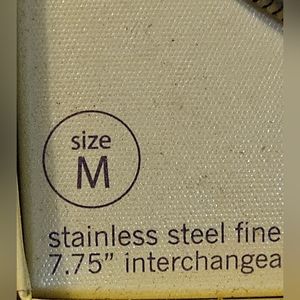 size
M
stainless steel fine
7.75” interchangea